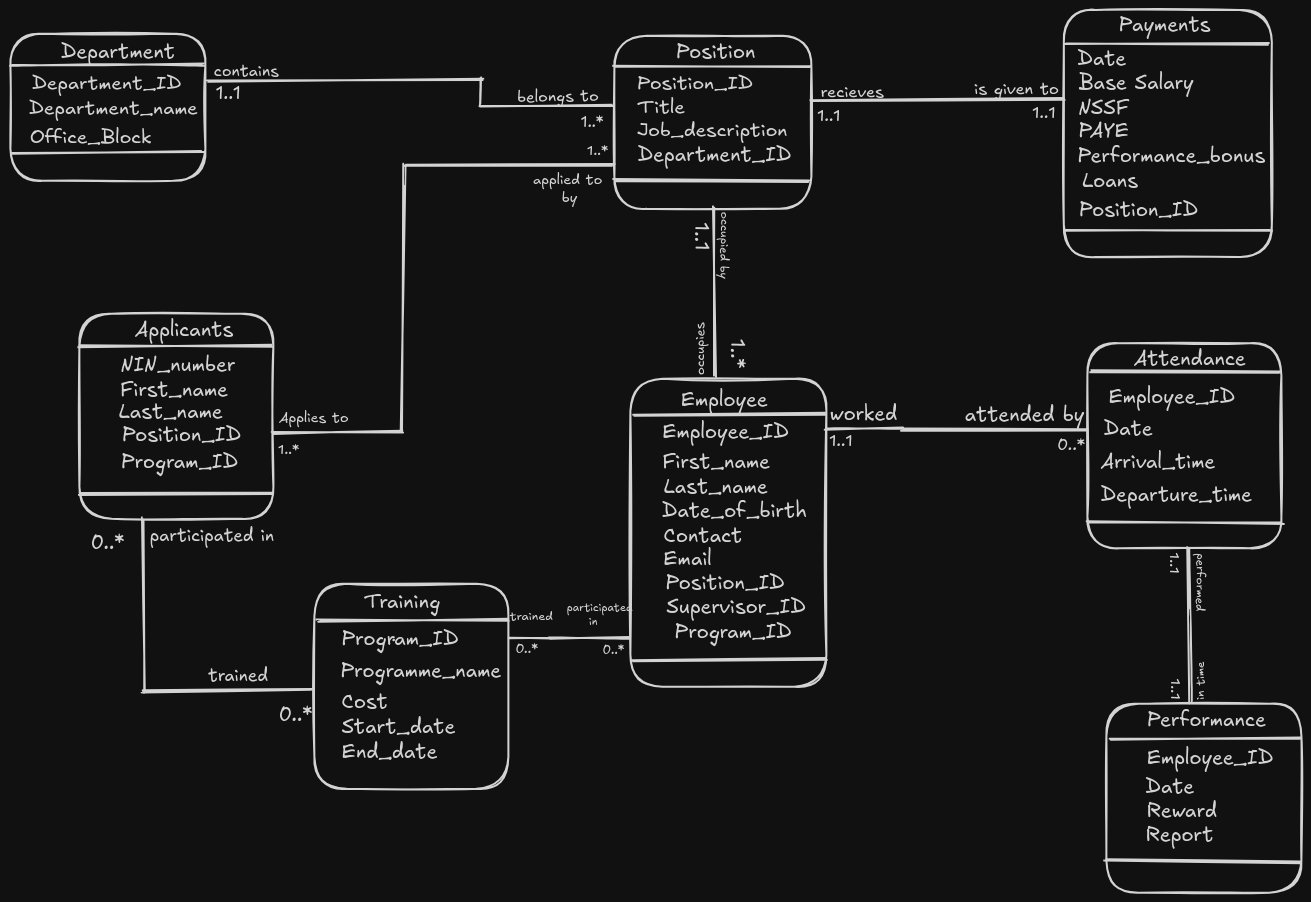 Department
Department_ID
Department_name
Office_Block
contains
1..1
belongs to
1..*
Position
Position_ID
Title
Job_description
Department_ID
1..*
applied to
by
recieves
1..1
is given to
1..1
Payments
Date
Base Salary
NSSF
PAYE
Performance_bonus
Loans
Position_ID
1..1
occupied by
occupies
1..*
Applicants
NIN_number
First_name
Last_name
Position_ID
Program_ID
Applies to
1..*
Employee
Employee_ID
First_name
Last_name
Date_of_birth
Contact
Email
Position_ID
Supervisor_ID
Program_ID
worked
1..1
attended by
0..*
Attendance
Employee_ID
Date
Arrival_time
Departure_time
0..*
participated in
trained
0..*
Training
Program_ID
Programme_name
Cost
Start_date
End_date
trained
0..*
participated
in
0..*
1..1
performed
in time
1..1
Performance
Employee_ID
Date
Reward
Report